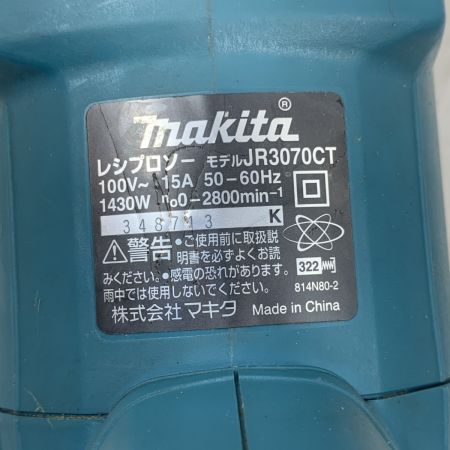 makita®
レシプロソー モデルJR3070CT
100V~ 15A 50-60Hz
1430W n₀0-2800min⁻¹
348713 K
⚠警告 •ご使用前に取扱説
明書を必ずよくお読
みください。•感電の恐れがあります。
雨中では使用しないでください。
322
814N80-2
株式会社マキタ Made in China